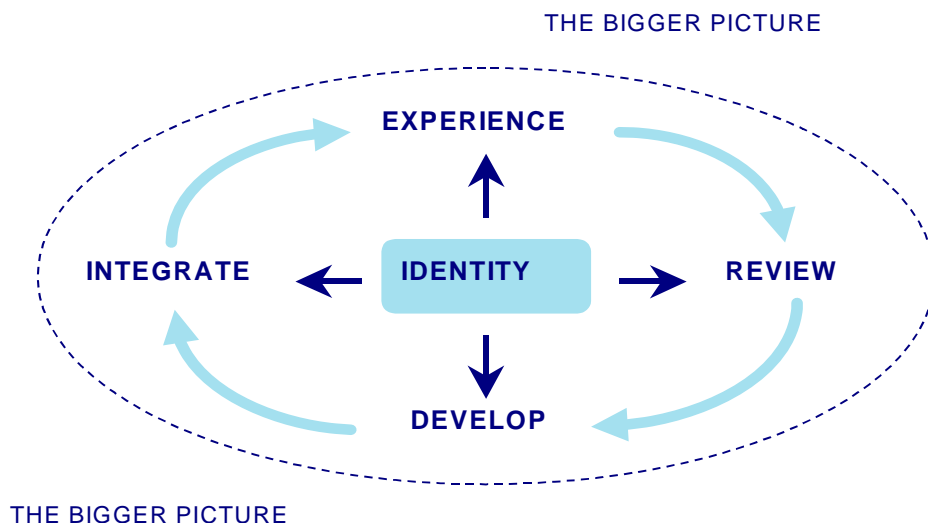 THE BIGGER PICTURE
EXPERIENCE
INTEGRATE
IDENTITY
REVIEW
DEVELOP
THE BIGGER PICTURE